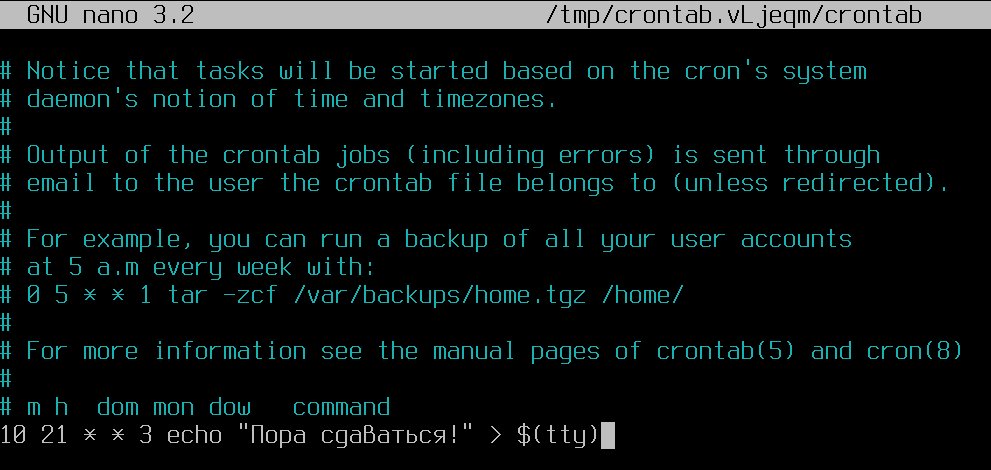 GNU nano 3.2 /tmp/crontab.vLjeqm/crontab
# Notice that tasks will be started based on the cron's system
# daemon's notion of time and timezones.
#
# Output of the crontab jobs (including errors) is sent through
# email to the user the crontab file belongs to (unless redirected).
#
# For example, you can run a backup of all your user accounts
# at 5 a.m every week with:
# 0 5 * * 1 tar -zcf /var/backups/home.tgz /home/
#
# For more information see the manual pages of crontab(5) and cron(8)
#
# m h  dom mon dow   command
10 21 * * 3 echo "Пора сдаваться!" > $(tty)